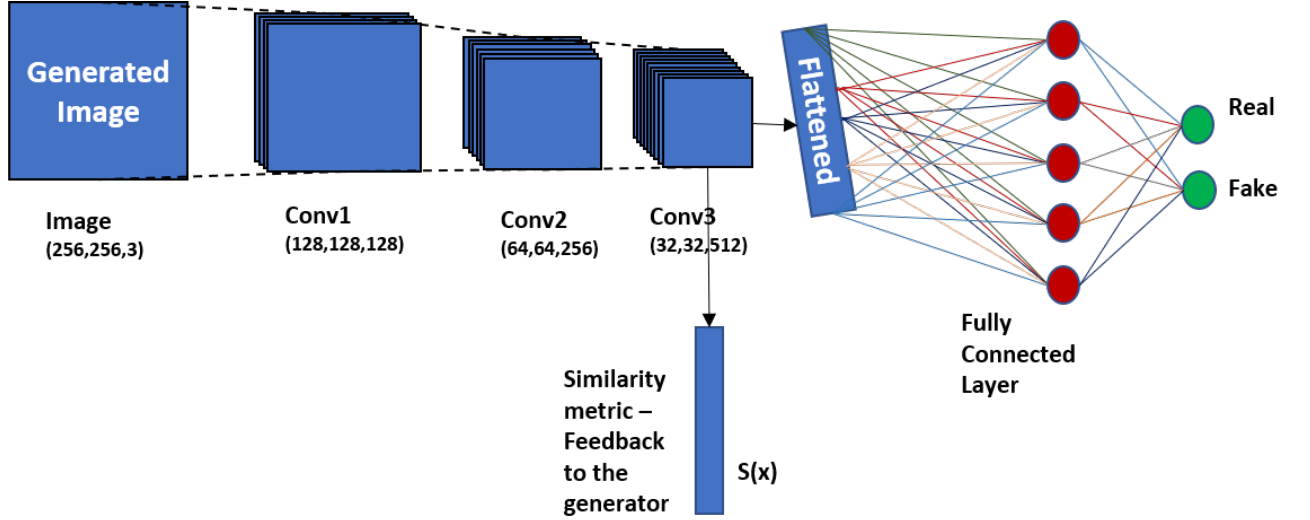 Generated
Image
Image
(256,256,3)
Conv1
(128,128,128)
Conv2
(64,64,256)
Conv3
(32,32,512)
Flattened
Real
Fake
Fully
Connected
Layer
Similarity
metric –
Feedback
to the
generator
S(x)